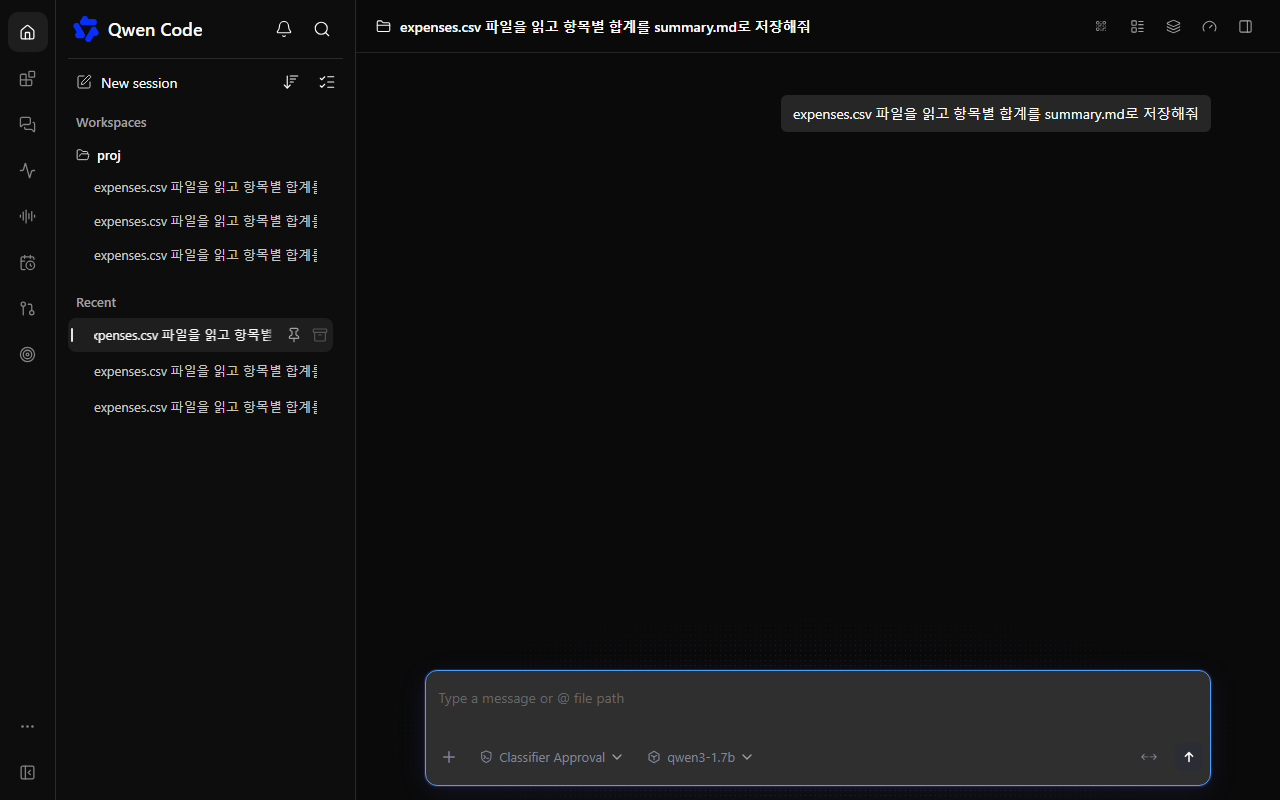 Qwen Code
New session
Workspaces
proj
expenses.csv 파일을 읽고 항목별 합계를
expenses.csv 파일을 읽고 항목별 합계를
expenses.csv 파일을 읽고 항목별 합계를
Recent
xpenses.csv 파일을 읽고 항목별
expenses.csv 파일을 읽고 항목별 합계를
expenses.csv 파일을 읽고 항목별 합계를
expenses.csv 파일을 읽고 항목별 합계를 summary.md로 저장해줘
expenses.csv 파일을 읽고 항목별 합계를 summary.md로 저장해줘
Type a message or @ file path
Classifier Approval
qwen3-1.7b